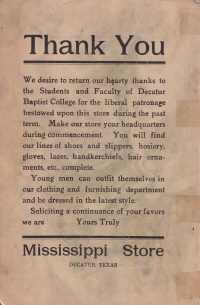 Thank You
We desire to return our hearty thanks to
the Students and Faculty of Decatur
Baptist College for the liberal patronage
bestowed upon this store during the past
term. Make our store your headquarters
during commencement. You will find
our lines of shoes and slippers, hosiery,
gloves, laces, handkerchiefs, hair orna-
ments, etc, complete.
Young men can outfit themselves in
our clothing and furnishing department
and be dressed in the latest style.
Soliciting a continuance of your favors
we are Yours Truly
Mississippi Store
DECATUR, TEXAS